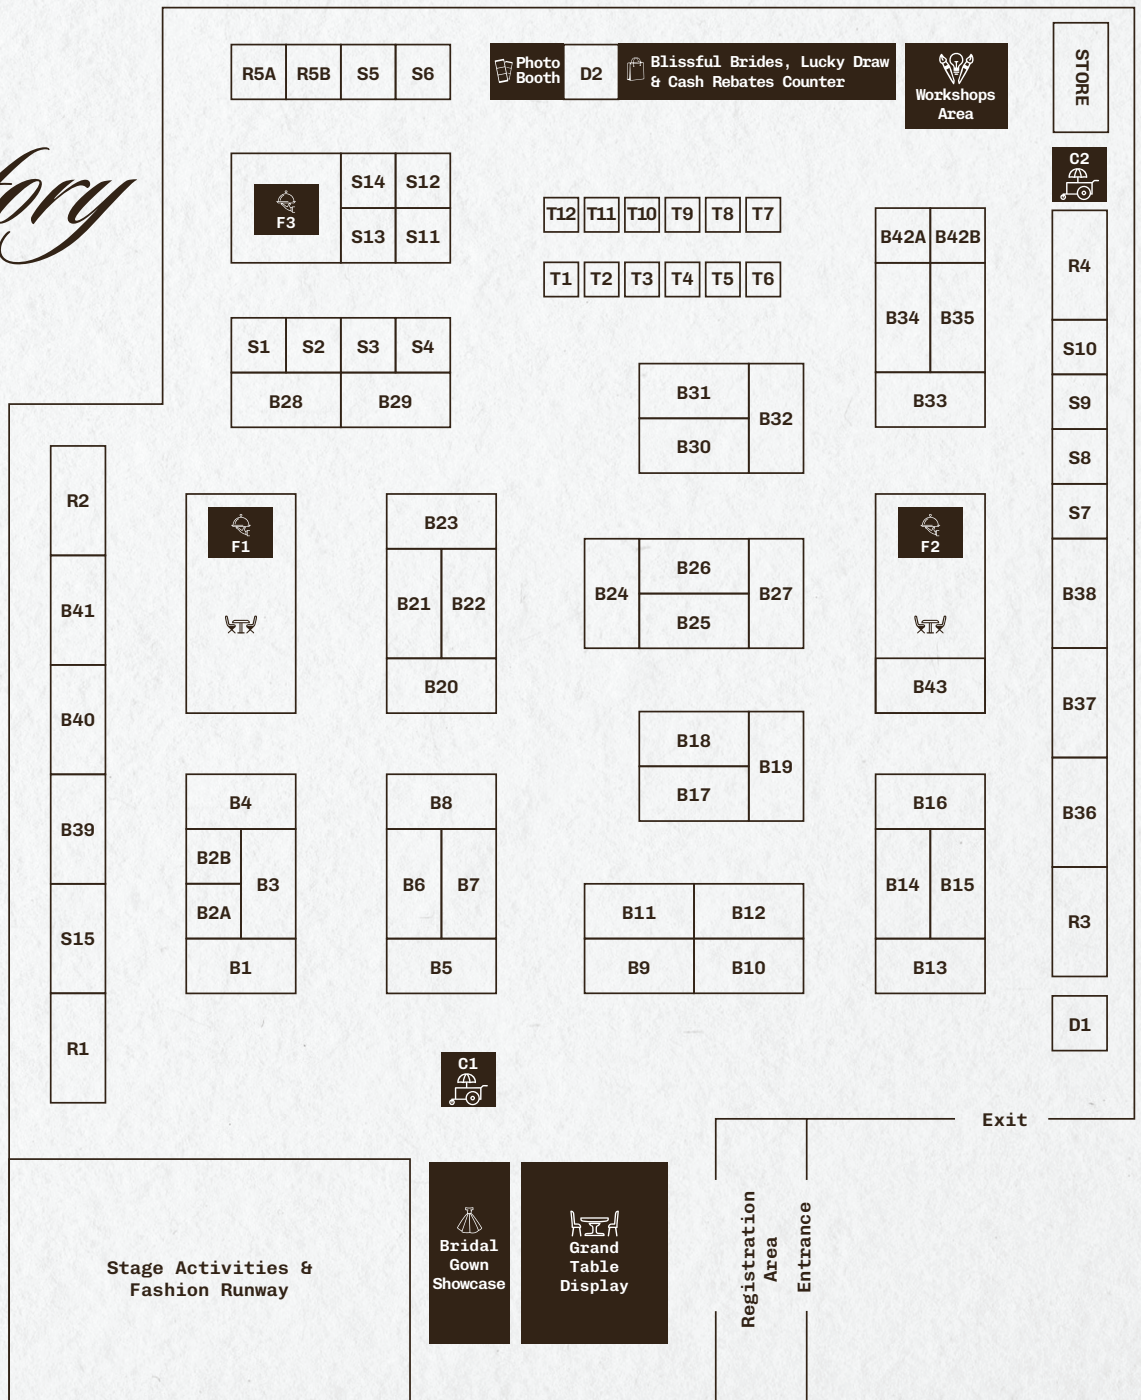 R5A R5B S5 S6
Photo
Booth
D2
Blissful Brides, Lucky Draw
& Cash Rebates Counter
Workshops
Area
STORE
C2
F3
S14 S12
S13 S11
T12 T11 T10 T9 T8 T7
T1 T2 T3 T4 T5 T6
B42A B42B
B34 B35
B33
R4
S10
S9
S8
S7
B38
B37
B36
R3
D1
S1 S2 S3 S4
B28 B29
B31
B30
B32
R2
B41
B40
B39
S15
R1
F1
B23
B21 B22
B20
B24
B26
B25
B27
F2
B43
B18
B17
B19
B4
B2B
B2A
B3
B1
B8
B6 B7
B5
B11 B12
B9 B10
B16
B14 B15
B13
C1
Exit
Stage Activities &
Fashion Runway
Bridal
Gown
Showcase
Grand
Table
Display
Registration
Area
Entrance